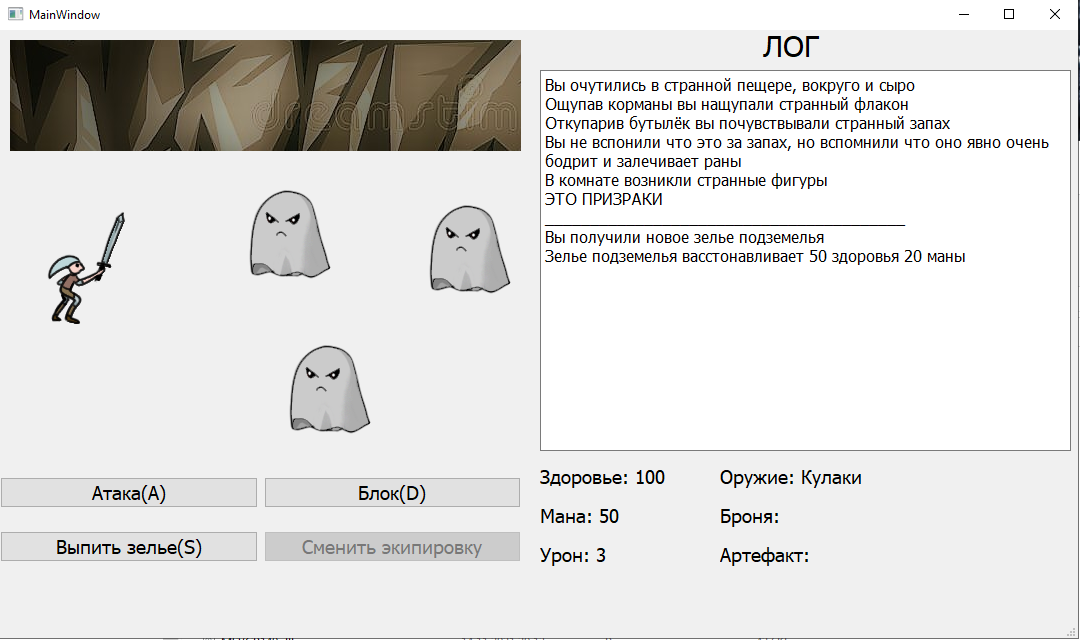 MainWindow
ЛОГ
dreamstim
Вы очутились в странной пещере, вокруго и сыро
Ощупав корманы вы нащупали странный флакон
Откупарив бутылёк вы почувствывали странный запах
Вы не вспонили что это за запах, но вспомнили что оно явно очень
бодрит и залечивает раны
В комнате возникли странные фигуры
ЭТО ПРИЗРАКИ
Вы получили новое зелье подземелья
Зелье подземелья васстонавливает 50 здоровья 20 маны
Атака(A)
Блок(D)
Выпить зелье(S)
Сменить экипировку
Здоровье: 100
Оружие: Кулаки
Мана: 50
Броня:
Урон: 3
Артефакт: